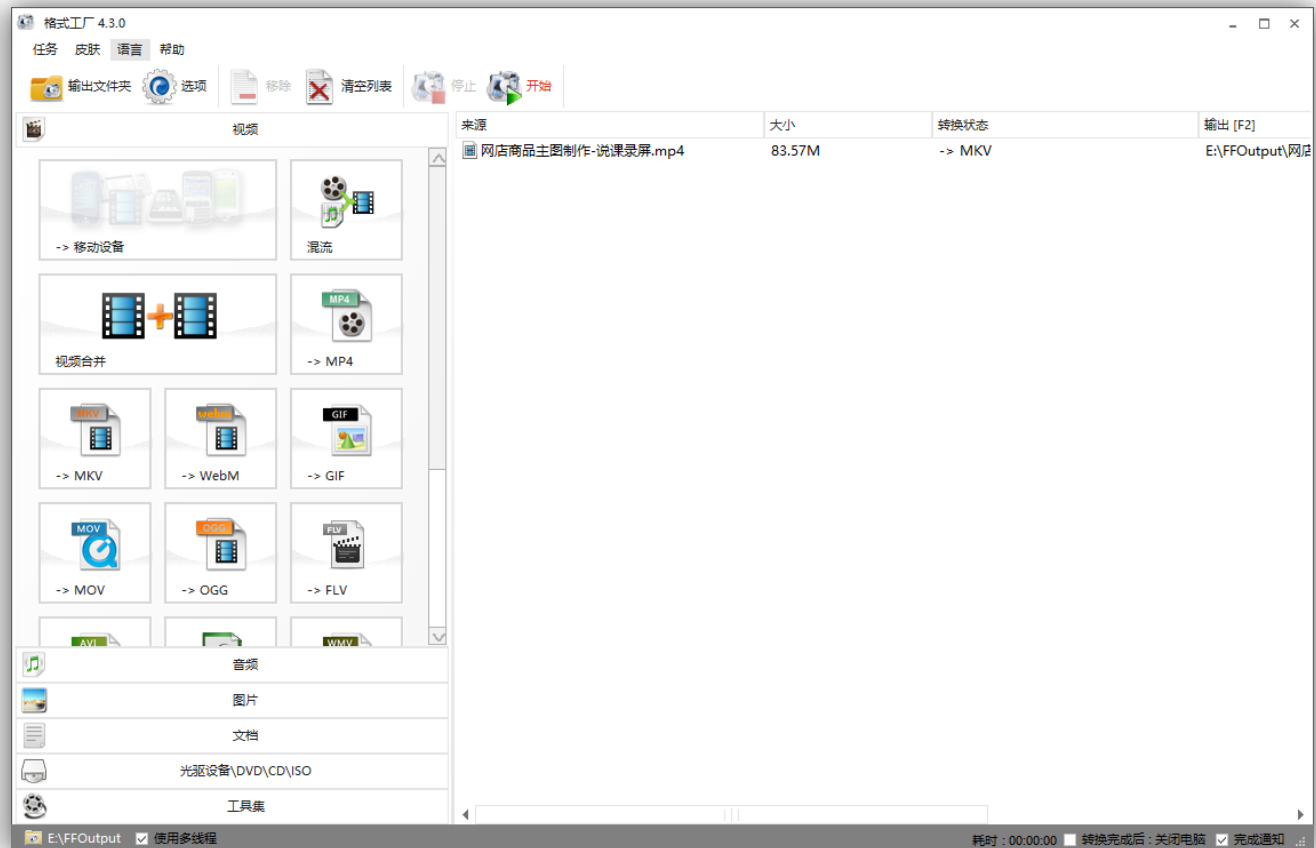 格式工厂 4.3.0
任务 皮肤 语言 帮助
输出文件夹 选项 移除 清空列表 停止 开始
视频
来源 大小 转换状态 输出 [F2]
网店商品主图制作-说课录屏.mp4 83.57M -> MKV E:\FFOutput\网店
-> 移动设备 混流
MP4
视频合并 -> MP4
MKV webm GIF
-> MKV -> WebM -> GIF
MOV OGG FLV
-> MOV -> OGG -> FLV
AVI WMV
音频
图片
文档
光驱设备\DVD\CD\ISO
工具集
E:\FFOutput 使用多线程 耗时 : 00:00:00 转换完成后 : 关闭电脑 完成通知